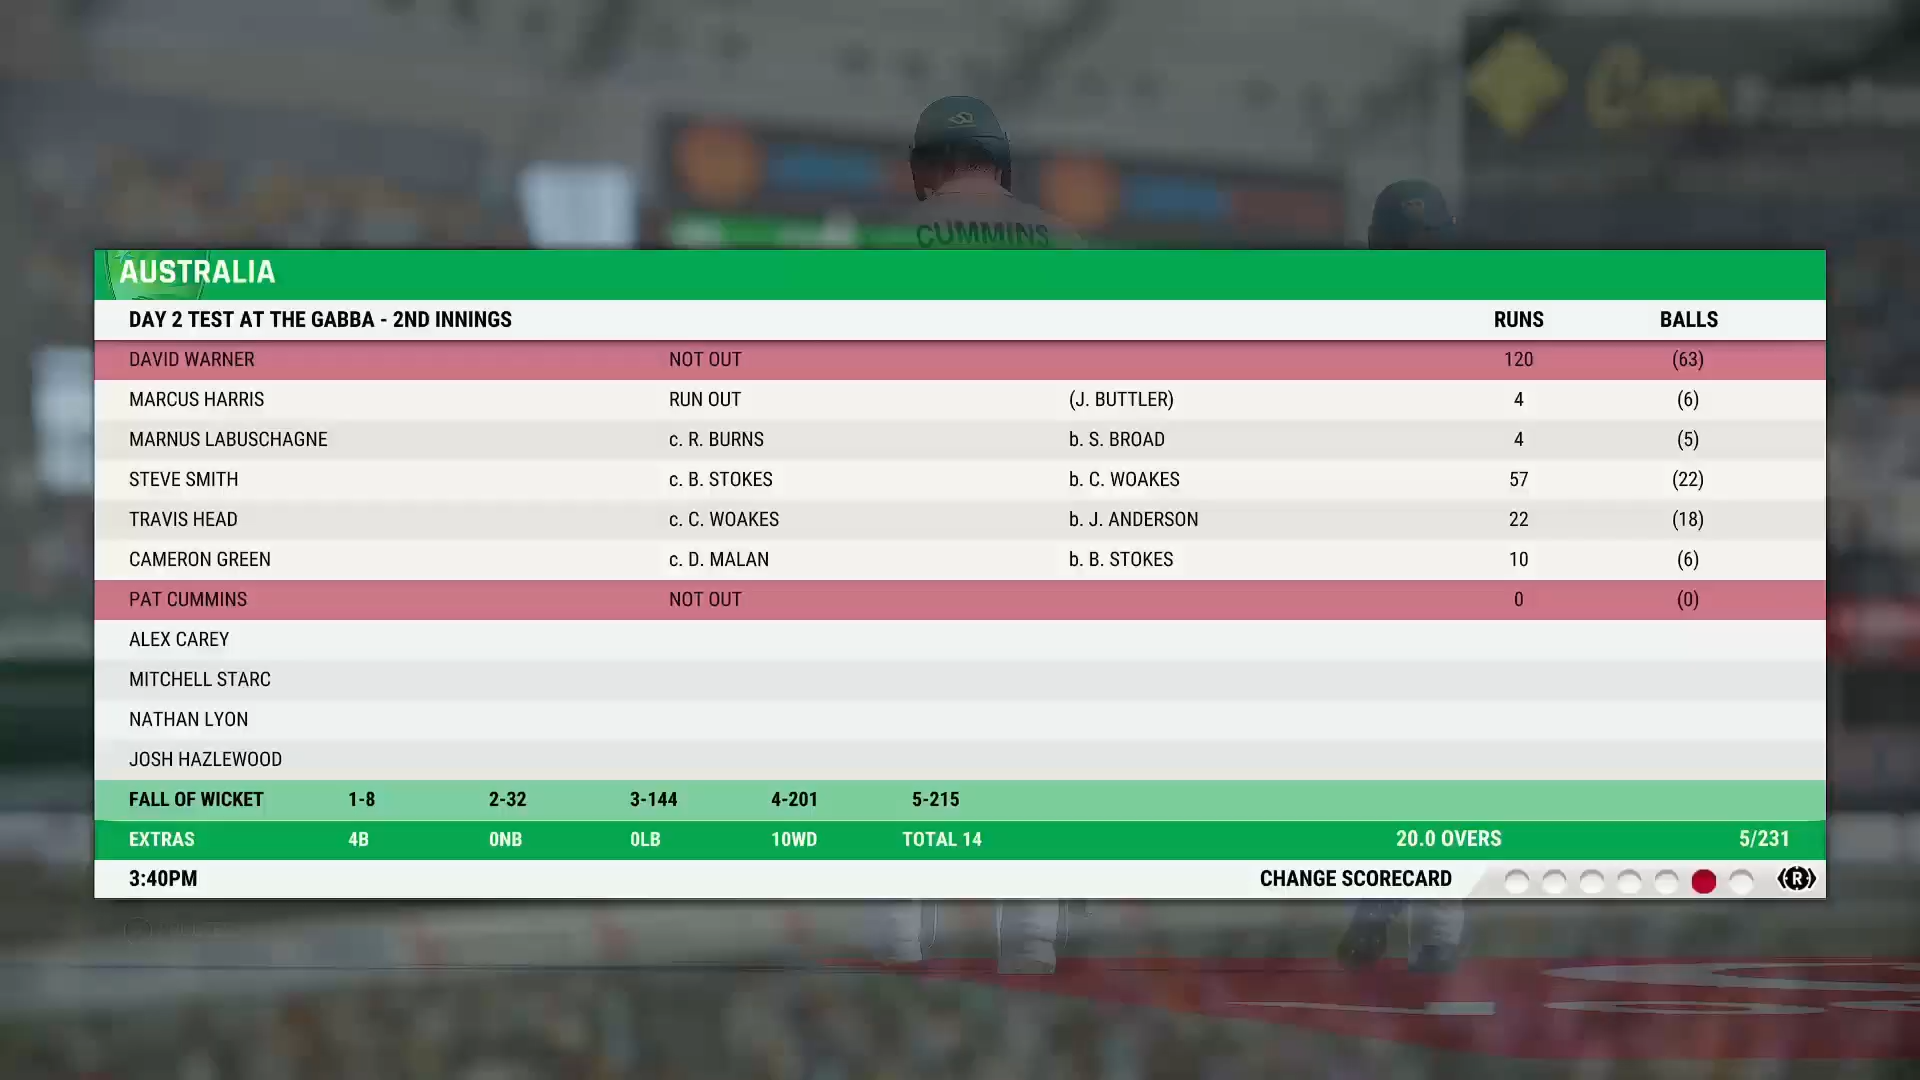 CUMMINS
AUSTRALIA
DAY 2 TEST AT THE GABBA - 2ND INNINGS RUNS BALLS
DAVID WARNER NOT OUT 120 (63)
MARCUS HARRIS RUN OUT (J. BUTTLER) 4 (6)
MARNUS LABUSCHAGNE c. R. BURNS b. S. BROAD 4 (5)
STEVE SMITH c. B. STOKES b. C. WOAKES 57 (22)
TRAVIS HEAD c. C. WOAKES b. J. ANDERSON 22 (18)
CAMERON GREEN c. D. MALAN b. B. STOKES 10 (6)
PAT CUMMINS NOT OUT 0 (0)
ALEX CAREY
MITCHELL STARC
NATHAN LYON
JOSH HAZLEWOOD
FALL OF WICKET 1-8 2-32 3-144 4-201 5-215
EXTRAS 4B 0NB 0LB 10WD TOTAL 14 20.0 OVERS 5/231
3:40PM CHANGE SCORECARD R